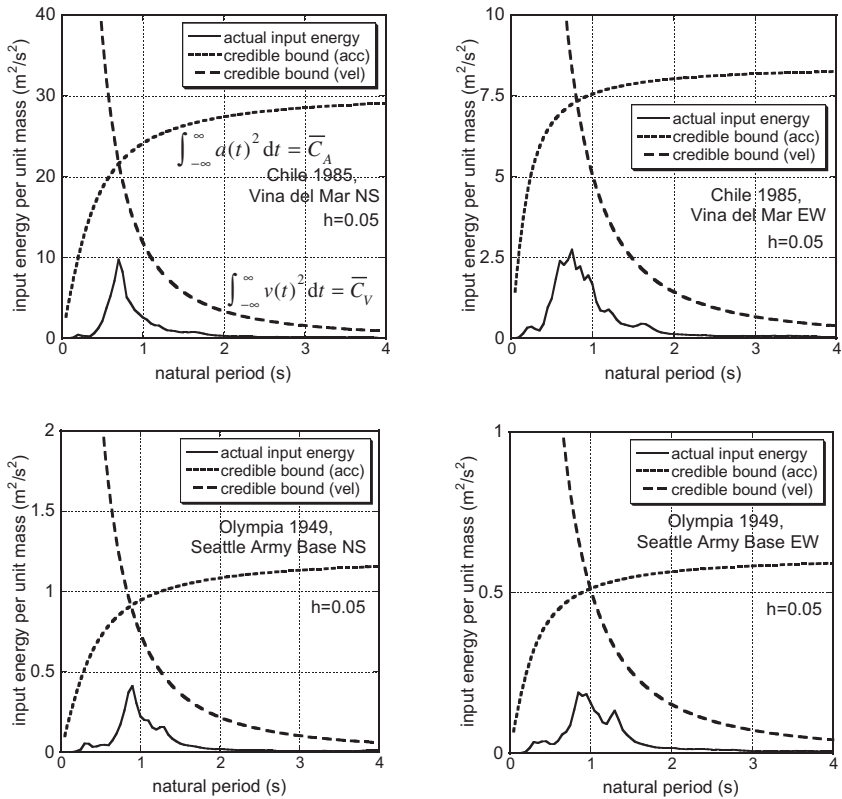 input energy per unit mass (m²/s²)
40
30
20
10
0
actual input energy
credible bound (acc)
credible bound (vel)
∫_{-∞}^{∞} a(t)² dt = C̅_A
Chile 1985,
Vina del Mar NS
h=0.05
∫_{-∞}^{∞} v(t)² dt = C̅_V
0 1 2 3 4
natural period (s)
input energy per unit mass (m²/s²)
10
7.5
5
2.5
0
actual input energy
credible bound (acc)
credible bound (vel)
Chile 1985,
Vina del Mar EW
h=0.05
0 1 2 3 4
natural period (s)
input energy per unit mass (m²/s²)
2
1.5
1
0.5
0
actual input energy
credible bound (acc)
credible bound (vel)
Olympia 1949,
Seattle Army Base NS
h=0.05
0 1 2 3 4
natural period (s)
input energy per unit mass (m²/s²)
1
0.5
0
actual input energy
credible bound (acc)
credible bound (vel)
Olympia 1949,
Seattle Army Base EW
h=0.05
0 1 2 3 4
natural period (s)